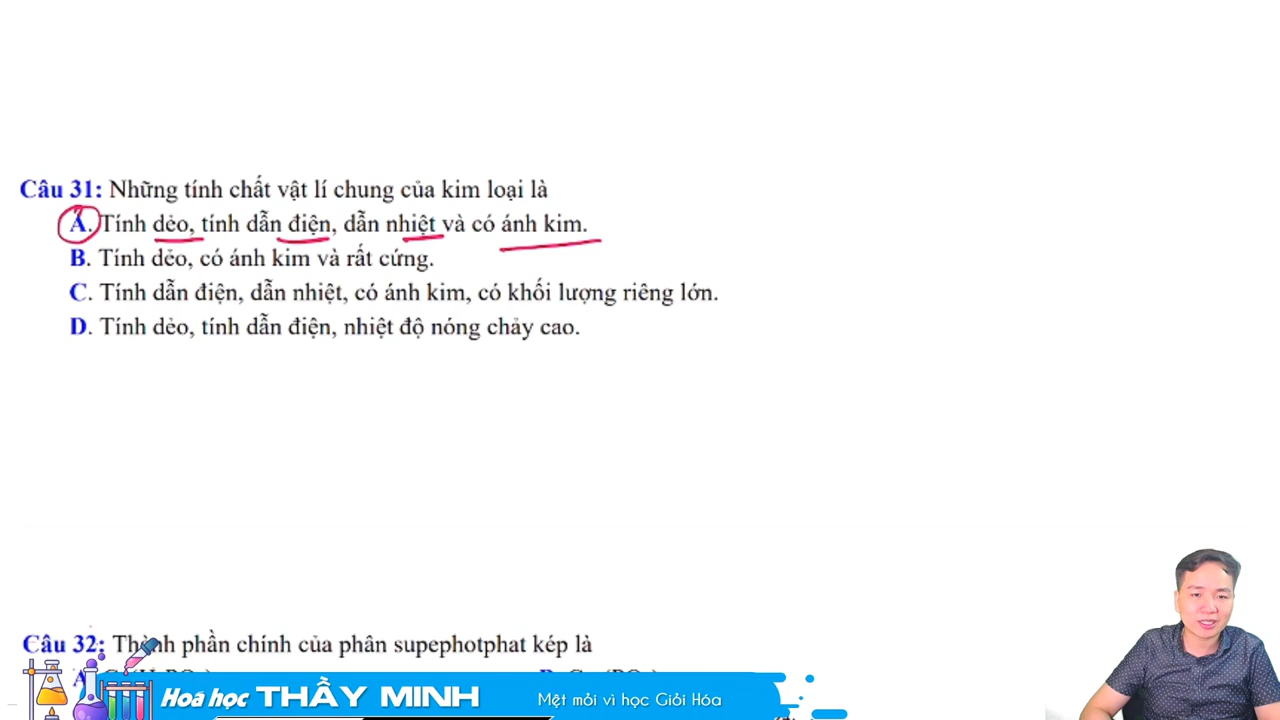 Câu 31: Những tính chất vật lí chung của kim loại là
A. Tính dẻo, tính dẫn điện, dẫn nhiệt và có ánh kim.
B. Tính dẻo, có ánh kim và rất cứng.
C. Tính dẫn điện, dẫn nhiệt, có ánh kim, có khối lượng riêng lớn.
D. Tính dẻo, tính dẫn điện, nhiệt độ nóng chảy cao.
Câu 32: Thành phần chính của phân supephotphat kép là
Hoá học THẦY MINH
Mệt mỏi vì học Giỏi Hóa